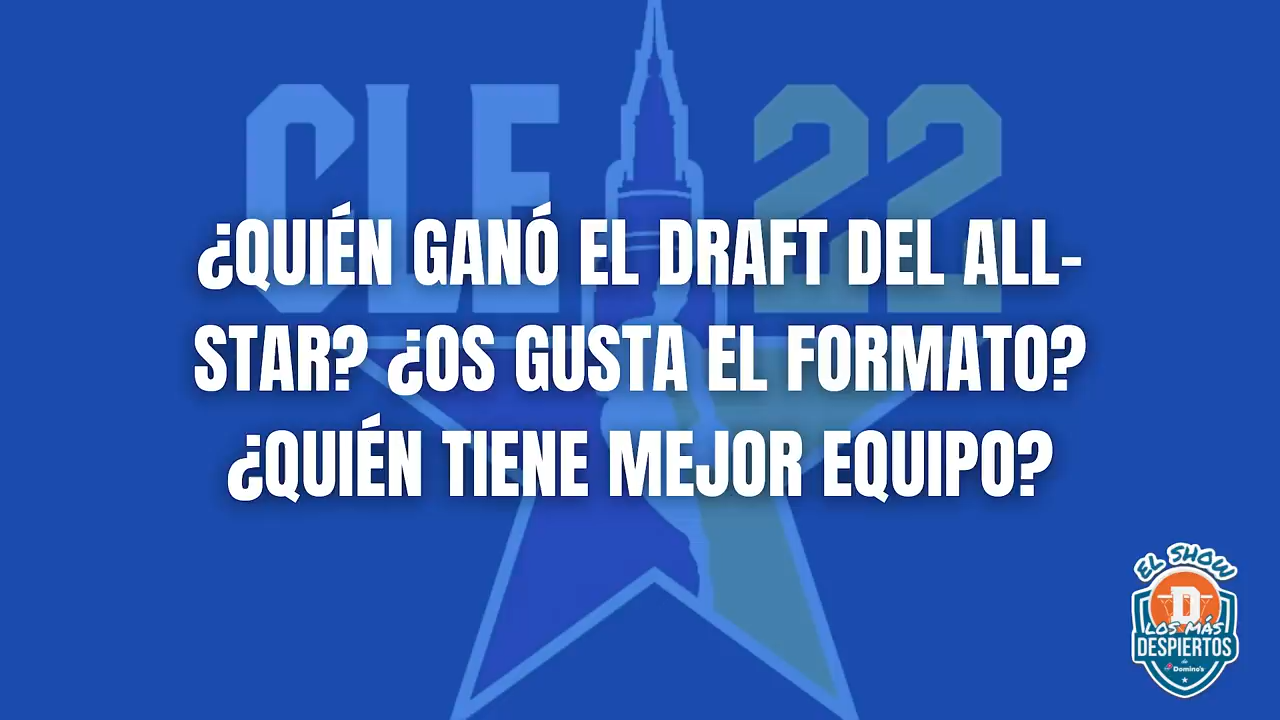 CLE 22
¿QUIÉN GANÓ EL DRAFT DEL ALL-
STAR? ¿OS GUSTA EL FORMATO?
¿QUIÉN TIENE MEJOR EQUIPO?
EL SHOW
D
LOS MÁS
DESPIERTOS
de
Domino's